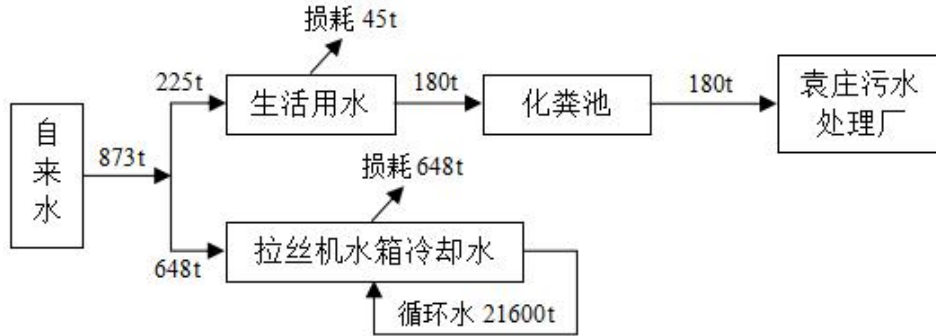 损耗 45t
225t
生活用水
180t
化粪池
180t
袁庄污水
处理厂
自
来
水
873t
损耗 648t
648t
拉丝机水箱冷却水
循环水 21600t